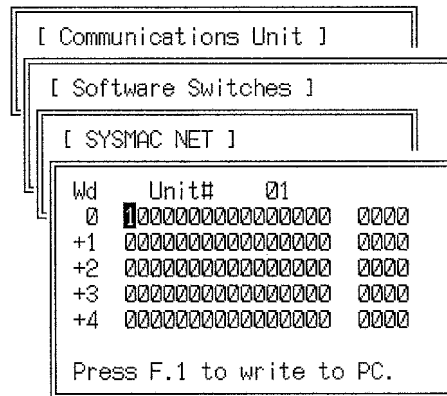 [ Communications Unit ]
[ Software Switches ]
[ SYSMAC NET ]
Wd Unit# 01
0 1000000000000000 0000
+1 0000000000000000 0000
+2 0000000000000000 0000
+3 0000000000000000 0000
+4 0000000000000000 0000
Press F.1 to write to PC.